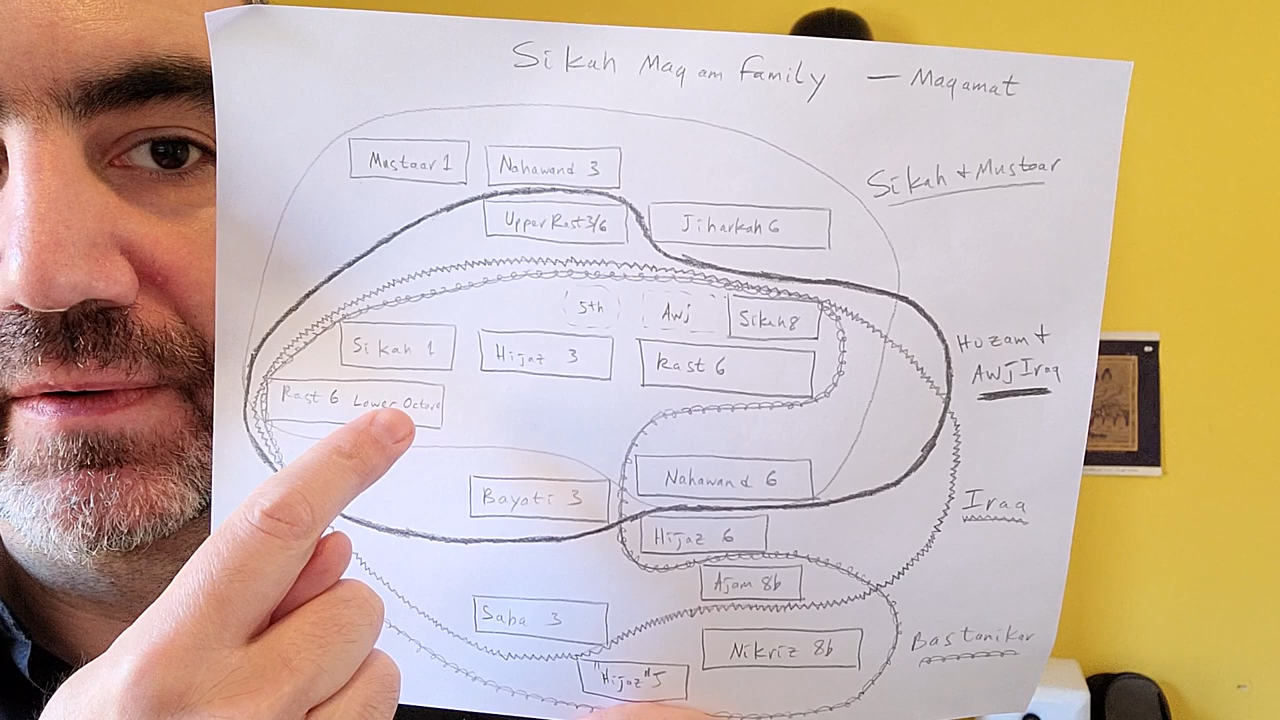 Sikah Maqam Family — Maqamat
Mustaar 1
Nahawand 3
Sikah & Mustaar
Upper Rast 3/6
Jiharkah 6
5th
Awj
Sikah 8
Huzam &
Awj Iraq
Sikah 1
Hijaz 3
Rast 6
Rast 6 Lower Octave
Bayati 3
Nahawand 6
Iraq
Hijaz 6
Ajam 8b
Saba 3
Nikriz 8b
Bastanikar
"Hijaz" 5